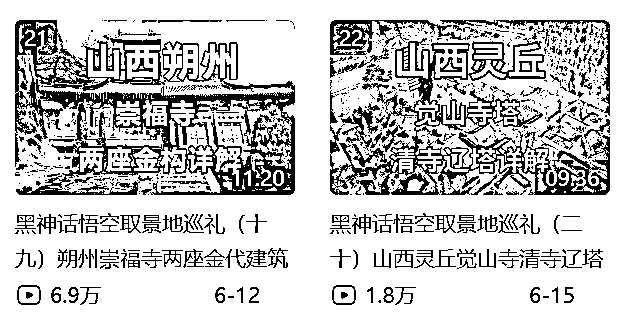 21
山西朔州
崇福寺
两座金构详解
11:20
黑神话悟空取景地巡礼（十
九）朔州崇福寺两座金代建筑
6.9万 6-12
22
山西灵丘
觉山寺塔
清寺辽塔详解
09:36
黑神话悟空取景地巡礼（二
十）山西灵丘觉山寺清寺辽塔
1.8万 6-15